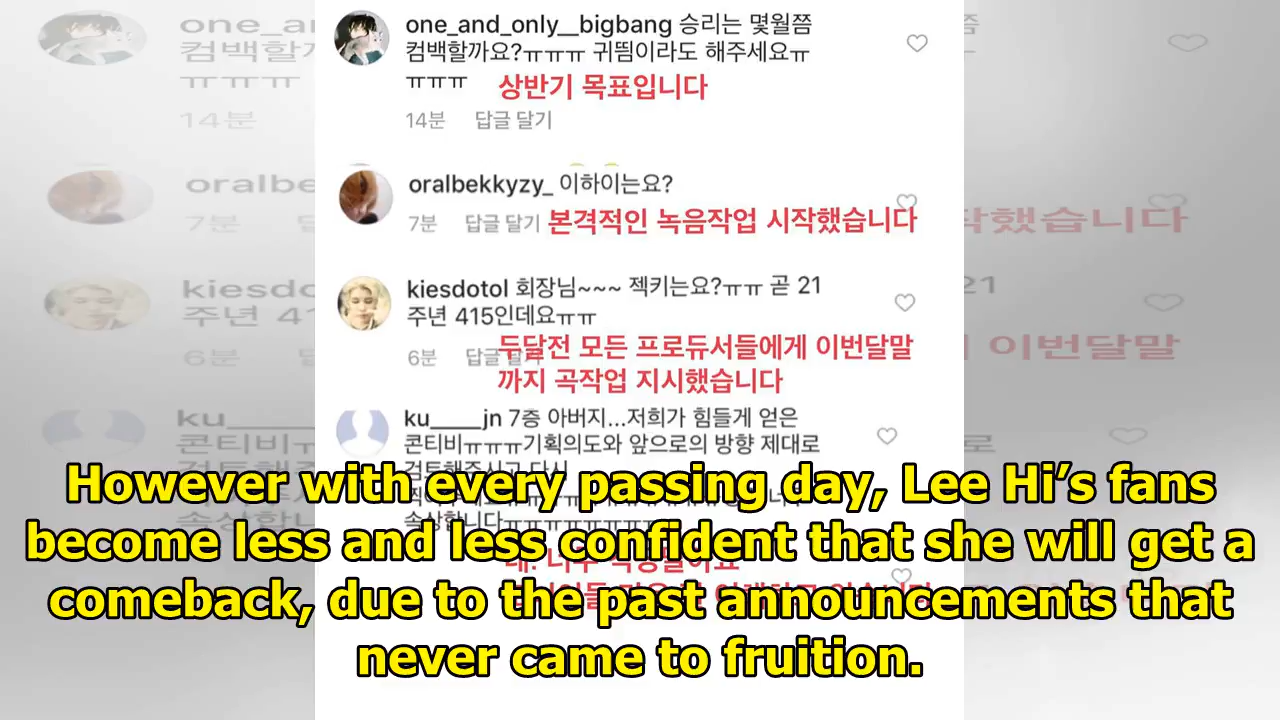 one_and_only__bigbang 승리는 몇월쯤
컴백할까요?ㅠㅠㅠ 귀띔이라도 해주세요ㅠ
ㅠㅠㅠ
상반기 목표입니다
14분 답글 달기
oralbekkyzy_ 이하이는요?
7분 답글 달기 본격적인 녹음작업 시작했습니다
kiesdotol 회장님~~~ 젝키는요?ㅠㅠ 곧 21
주년 415인데요ㅠㅠ
두달전 모든 프로듀서들에게 이번달말
6분 답글 달기
까지 곡작업 지시했습니다
ku_____jn 7층 아버지...저희가 힘들게 얻은
콘티비ㅠㅠㅠ기획의도와 앞으로의 방향 제대로
However with every passing day, Lee Hi’s fans
become less and less confident that she will get a
comeback, due to the past announcements that
never came to fruition.